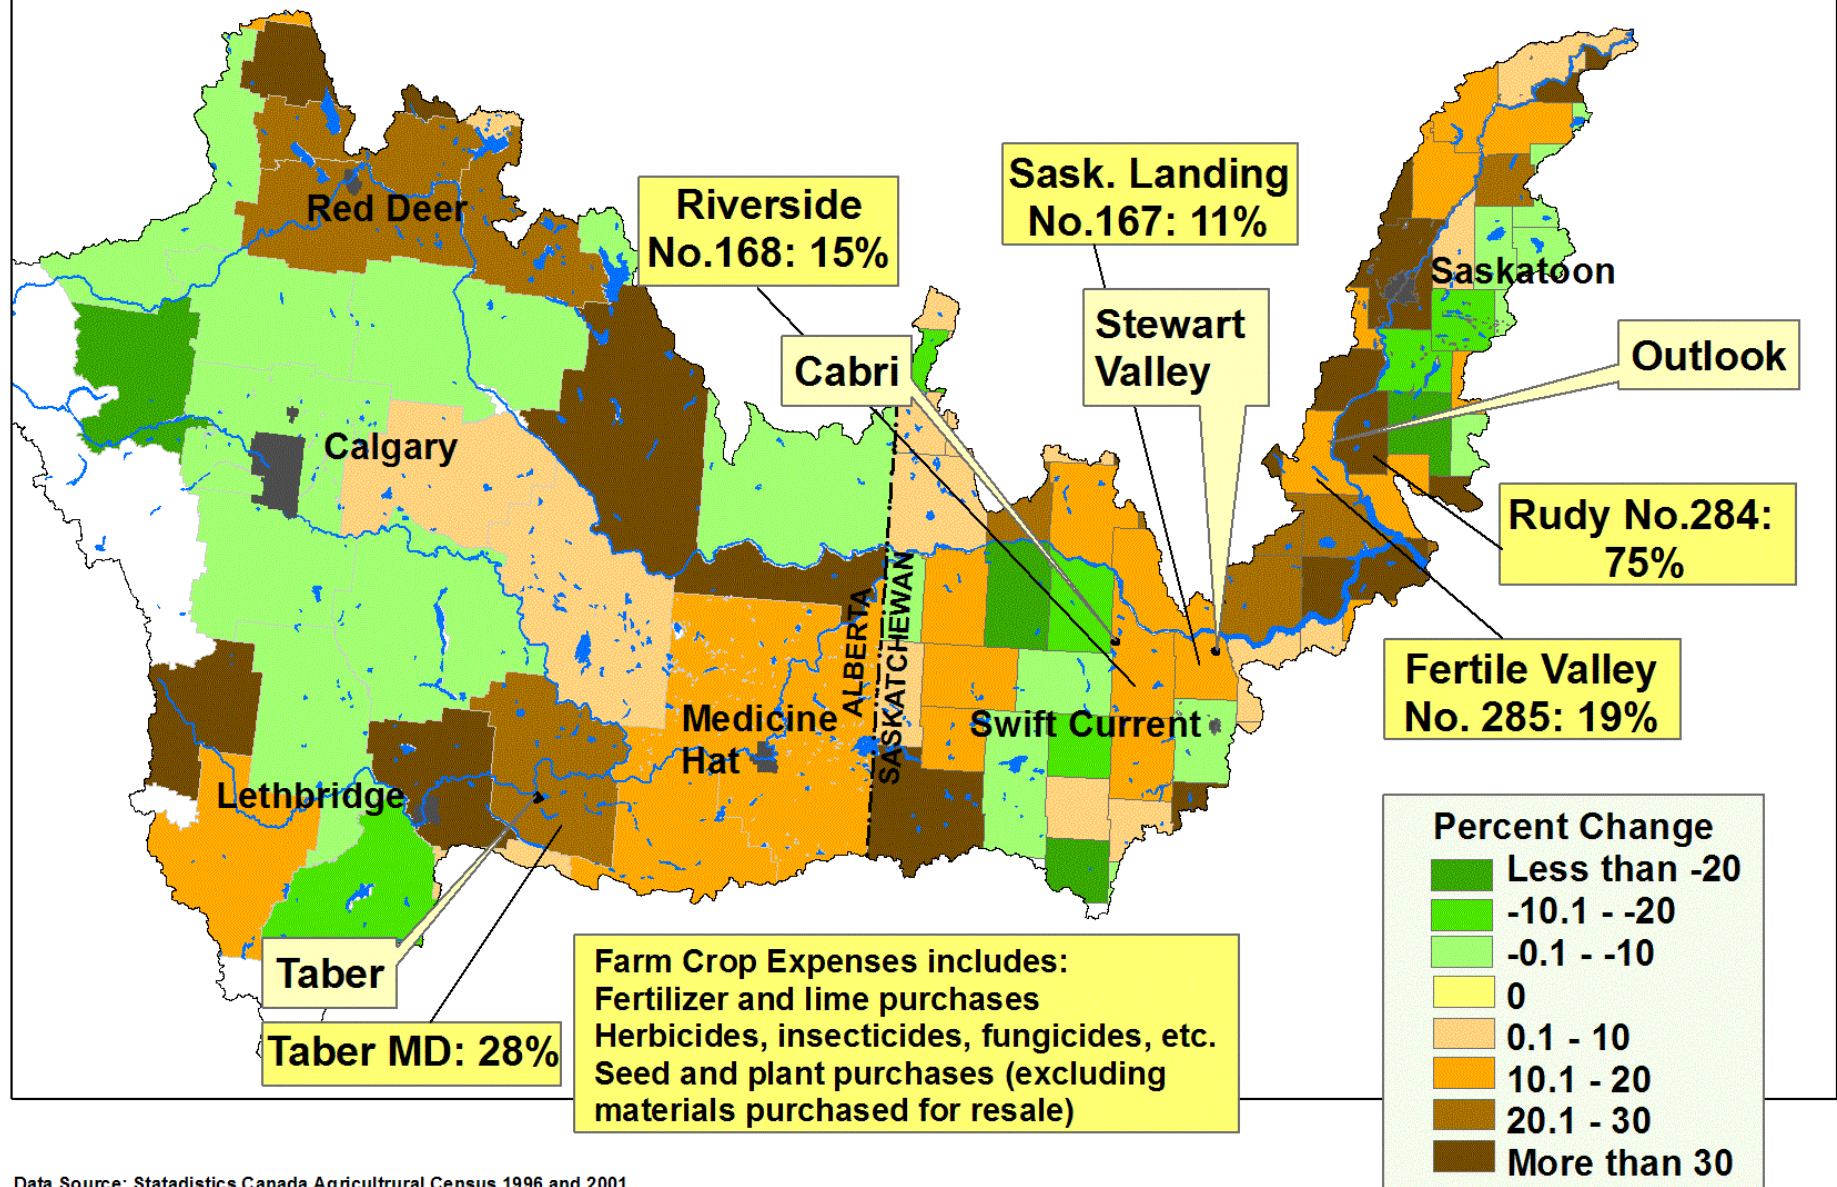 Red Deer
Riverside
No.168: 15%
Sask. Landing
No.167: 11%
Saskatoon
Stewart
Valley
Cabri
Outlook
Calgary
Rudy No.284:
75%
ALBERTA
SASKATCHEWAN
Fertile Valley
No. 285: 19%
Medicine
Hat
Swift Current
Lethbridge
Taber
Taber MD: 28%
Farm Crop Expenses includes:
Fertilizer and lime purchases
Herbicides, insecticides, fungicides, etc.
Seed and plant purchases (excluding
materials purchased for resale)
Percent Change
Less than -20
-10.1 - -20
-0.1 - -10
0
0.1 - 10
10.1 - 20
20.1 - 30
More than 30
Data Source: Statadistics Canada Agricultrural Census 1996 and 2001